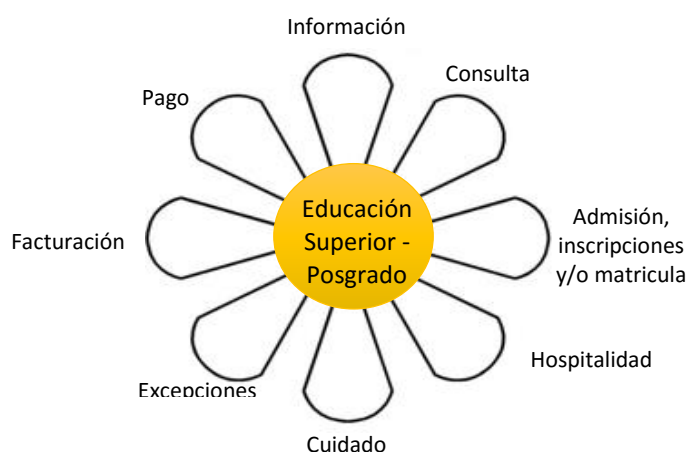 Información
Consulta
Pago
Educación
Superior -
Posgrado
Admisión,
inscripciones
y/o matricula
Facturación
Hospitalidad
Excepciones
Cuidado